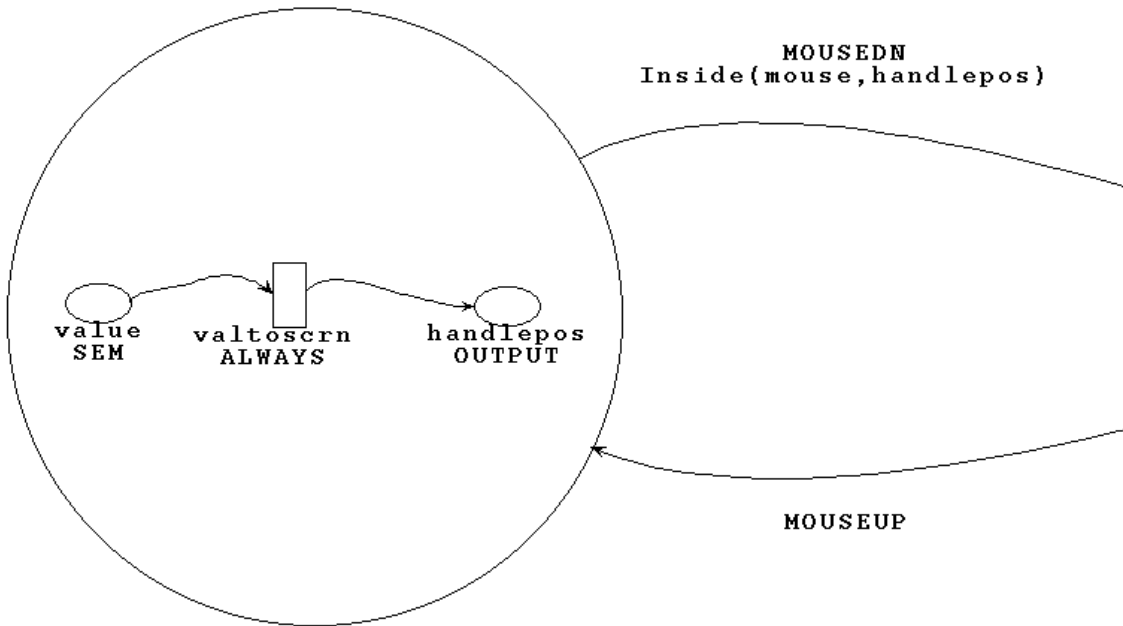 MOUSEDN
Inside(mouse,handlepos)
value
SEM
valtoscrn
ALWAYS
handlepos
OUTPUT
MOUSEUP